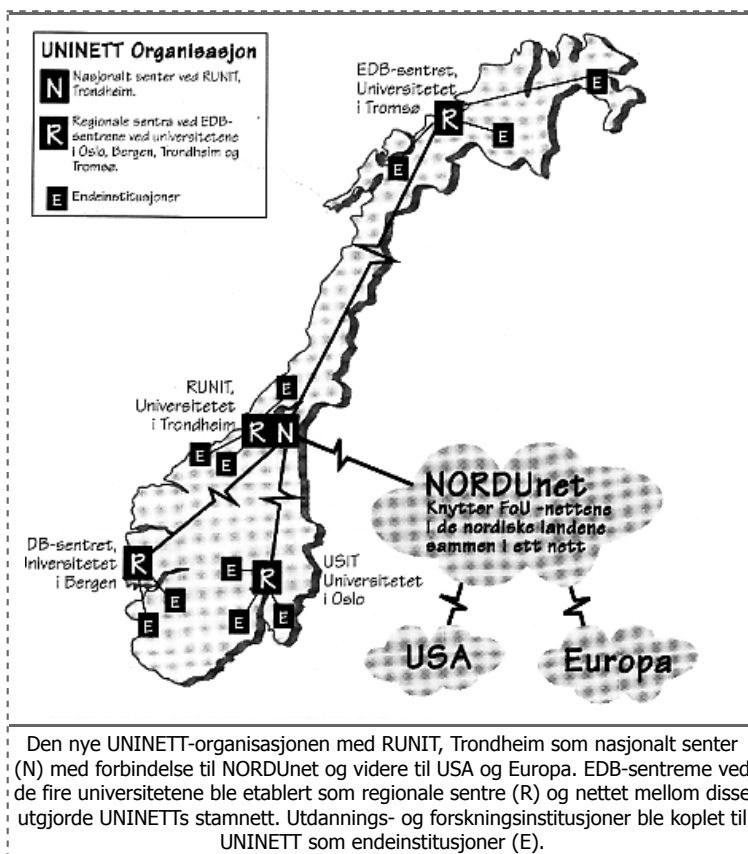 UNINETT Organisasjon
N Nasjonalt senter ved RUNIT,
Trondheim.
R Regionale sentra ved EDB-
sentrene ved universitetene
i Oslo, Bergen, Trondheim og
Tromsø.
E Endeinstitusjoner
EDB-sentret,
Universitetet
i Tromsø
R
E
E
E
RUNIT,
Universitetet
i Trondheim
E
R N
E
E
NORDUnet
Knytter FoU -nettene
i de nordiske landene
sammen i ett nett
DB-sentret,
Universitetet
i Bergen
R
E
E
E
R
E
E
USIT
Universitetet
i Oslo
USA
Europa
Den nye UNINETT-organisasjonen med RUNIT, Trondheim som nasjonalt senter
(N) med forbindelse til NORDUnet og videre til USA og Europa. EDB-sentreme ved
de fire universitetene ble etablert som regionale sentre (R) og nettet mellom disse
utgjorde UNINETTs stamnett. Utdannings- og forskningsinstitusjoner ble koplet til
UNINETT som endeinstitusjoner (E).